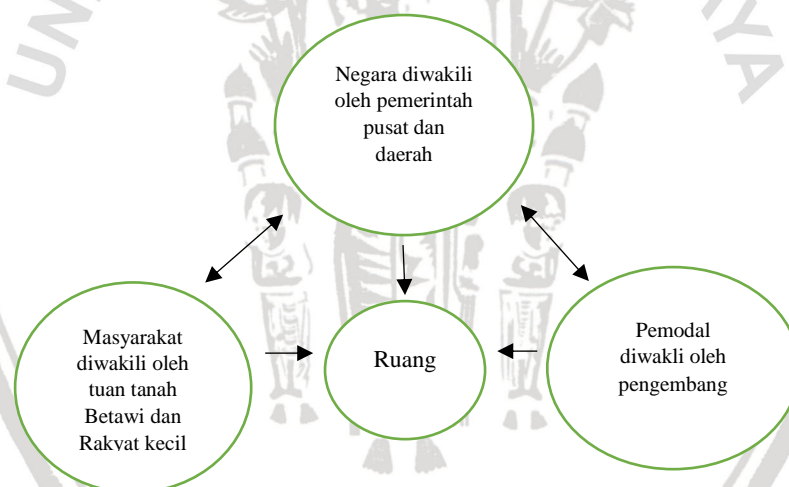 Negara diwakili
oleh pemerintah
pusat dan
daerah
Masyarakat
diwakili oleh
tuan tanah
Betawi dan
Rakyat kecil
Ruang
Pemodal
diwakli oleh
pengembang